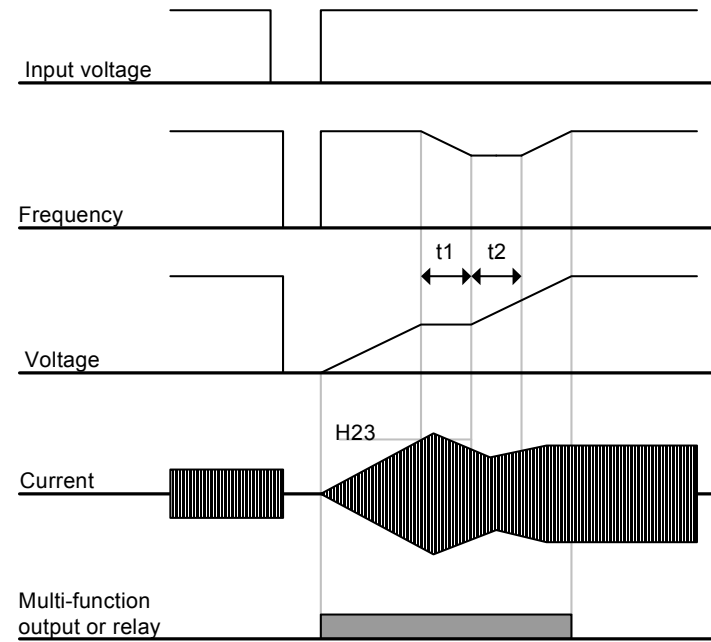 Input voltage
Frequency
t1
t2
Voltage
H23
Current
Multi-function
output or relay